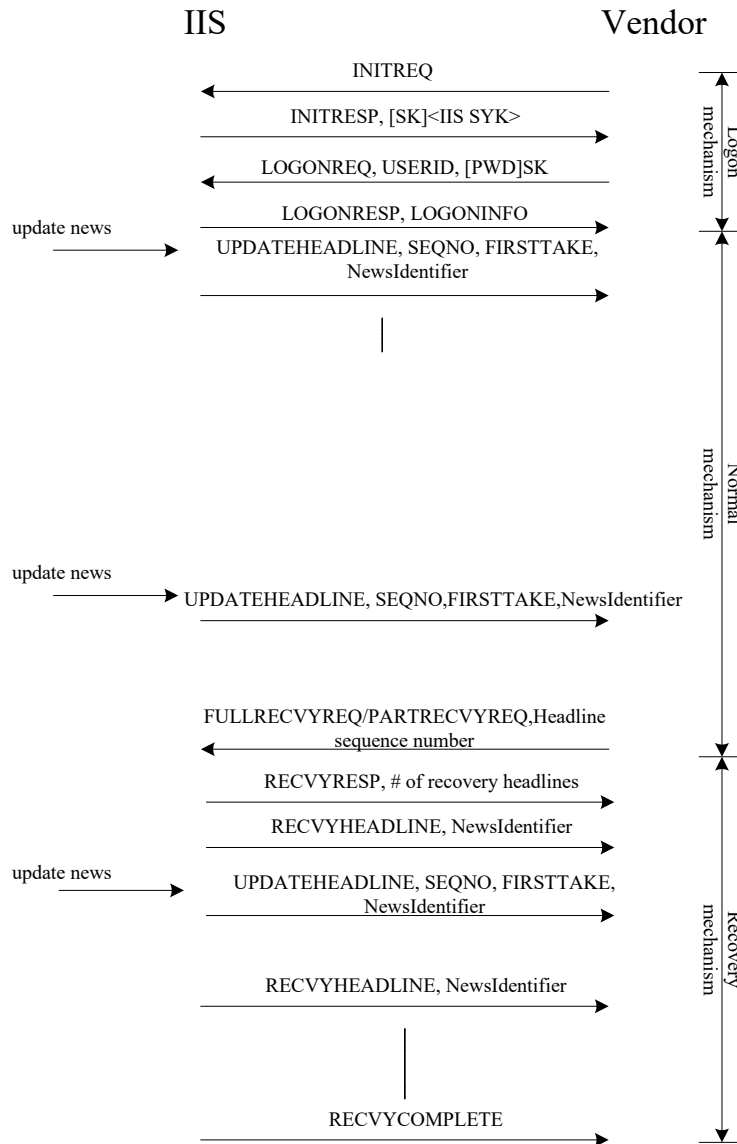 IIS
Vendor
INITREQ
INITRESP, [SK]<IIS SYK>
LOGONREQ, USERID, [PWD]SK
LOGONRESP, LOGONINFO
Logon
mechanism
update news
UPDATEHEADLINE, SEQNO, FIRSTTAKE,
NewsIdentifier
Normal
mechanism
update news
UPDATEHEADLINE, SEQNO,FIRSTTAKE,NewsIdentifier
FULLRECVYREQ/PARTRECVYREQ,Headline
sequence number
RECVYRESP, # of recovery headlines
RECVYHEADLINE, NewsIdentifier
update news
UPDATEHEADLINE, SEQNO, FIRSTTAKE,
NewsIdentifier
Recovery
mechanism
RECVYHEADLINE, NewsIdentifier
RECVYCOMPLETE